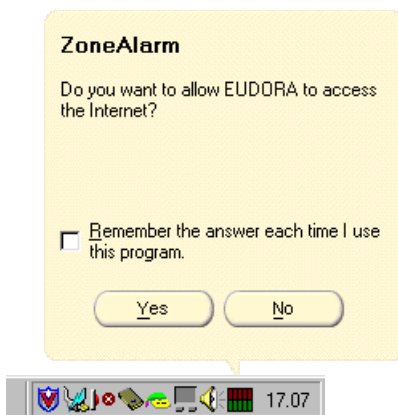 ZoneAlarm
Do you want to allow EUDORA to access
the Internet?
Remember the answer each time I use
this program.
Yes
No
17.07